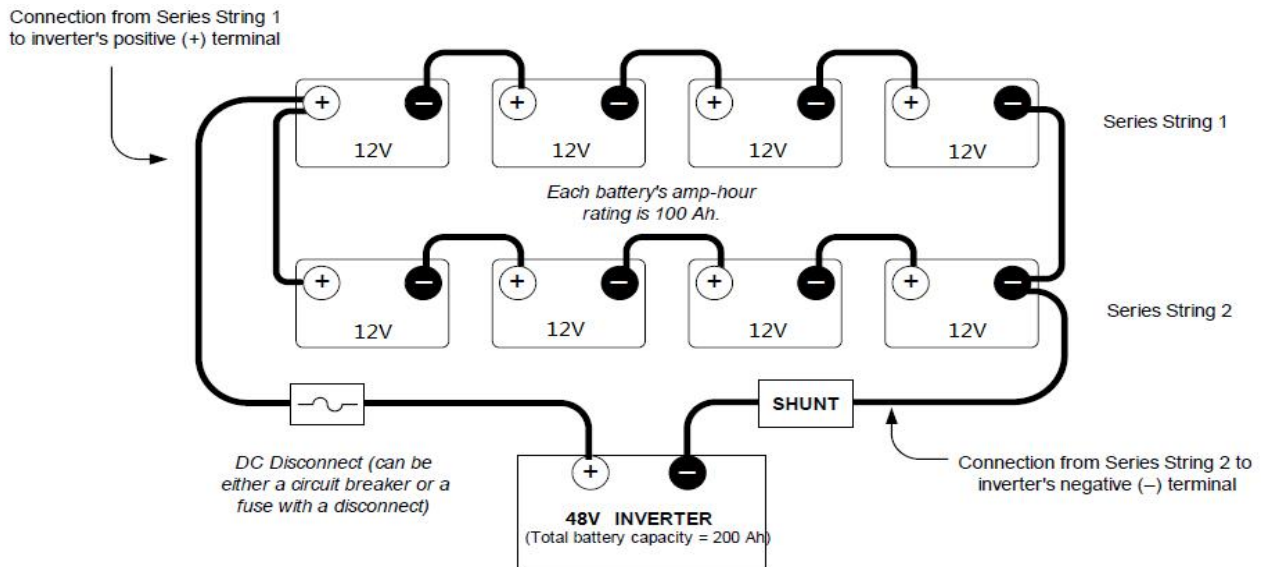 Connection from Series String 1
to inverter's positive (+) terminal
+ − + − + − + −
12V 12V 12V 12V
Series String 1
Each battery's amp-hour
rating is 100 Ah.
+ − + − + − + −
12V 12V 12V 12V
Series String 2
SHUNT
DC Disconnect (can be
either a circuit breaker or a
fuse with a disconnect)
+ −
Connection from Series String 2 to
inverter's negative (–) terminal
48V INVERTER
(Total battery capacity = 200 Ah)